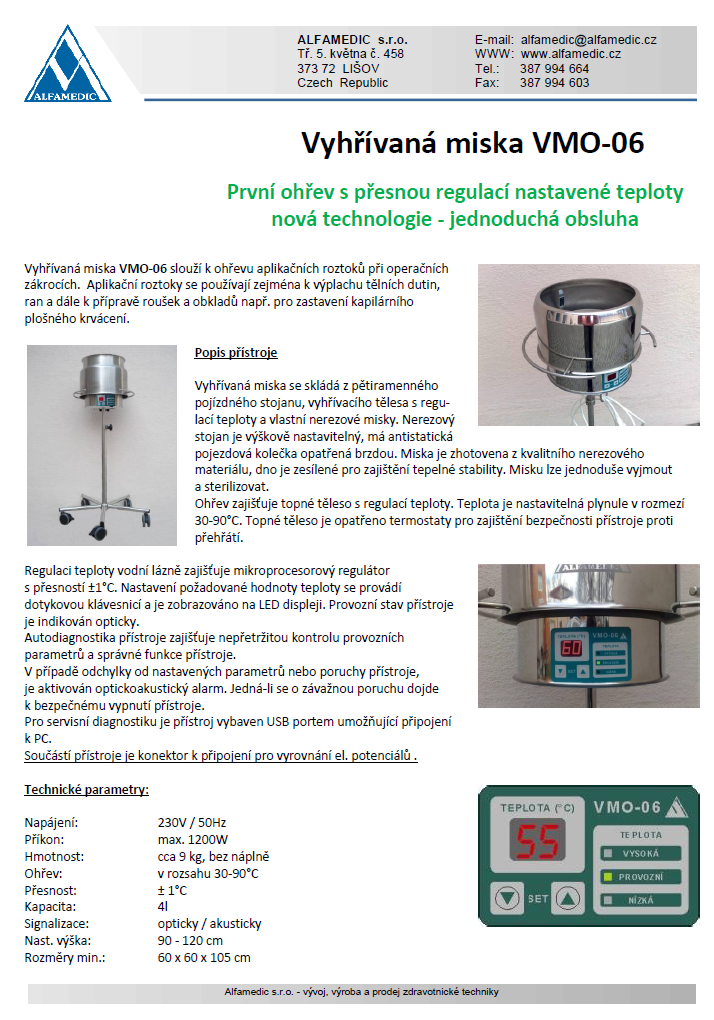 ALFAMEDIC
ALFAMEDIC s.r.o.
Tř. 5. května č. 458
373 72 LIŠOV
Czech Republic
E-mail: alfamedic@alfamedic.cz
WWW: www.alfamedic.cz
Tel.: 387 994 664
Fax: 387 994 603
Vyhřívaná miska VMO-06
První ohřev s přesnou regulací nastavené teploty
nová technologie - jednoduchá obsluha
Vyhřívaná miska VMO-06 slouží k ohřevu aplikačních roztoků při operačních
zákrocích. Aplikační roztoky se používají zejména k výplachu tělních dutin,
ran a dále k přípravě roušek a obkladů např. pro zastavení kapilárního
plošného krvácení.
Popis přístroje
Vyhřívaná miska se skládá z pětiramenného
pojízdného stojanu, vyhřívacího tělesa s regu-
lací teploty a vlastní nerezové misky. Nerezový
stojan je výškově nastavitelný, má antistatická
pojezdová kolečka opatřená brzdou. Miska je zhotovena z kvalitního nerezového
materiálu, dno je zesílené pro zajištění tepelné stability. Misku lze jednoduše vyjmout
a sterilizovat.
Ohřev zajišťuje topné těleso s regulací teploty. Teplota je nastavitelná plynule v rozmezí
30-90°C. Topné těleso je opatřeno termostaty pro zajištění bezpečnosti přístroje proti
přehřátí.
Regulaci teploty vodní lázně zajišťuje mikroprocesorový regulátor
s přesností ±1°C. Nastavení požadované hodnoty teploty se provádí
dotykovou klávesnicí a je zobrazováno na LED displeji. Provozní stav přístroje
je indikován opticky.
Autodiagnostika přístroje zajišťuje nepřetržitou kontrolu provozních
parametrů a správné funkce přístroje.
V případě odchylky od nastavených parametrů nebo poruchy přístroje,
je aktivován optickoakustický alarm. Jedná-li se o závažnou poruchu dojde
k bezpečnému vypnutí přístroje.
Pro servisní diagnostiku je přístroj vybaven USB portem umožňující připojení
k PC.
Součástí přístroje je konektor k připojení pro vyrovnání el. potenciálů .
ALFAMEDIC
VMO-06
60
SET
Technické parametry:
Napájení: 230V / 50Hz
Příkon: max. 1200W
Hmotnost: cca 9 kg, bez náplně
Ohřev: v rozsahu 30-90°C
Přesnost: ± 1°C
Kapacita: 4l
Signalizace: opticky / akusticky
Nast. výška: 90 - 120 cm
Rozměry min.: 60 x 60 x 105 cm
TEPLOTA (°C)
VMO-06
55
TEPLOTA
VYSOKÁ
PROVOZNÍ
NÍZKÁ
SET
Alfamedic s.r.o. - vývoj, výroba a prodej zdravotnické techniky